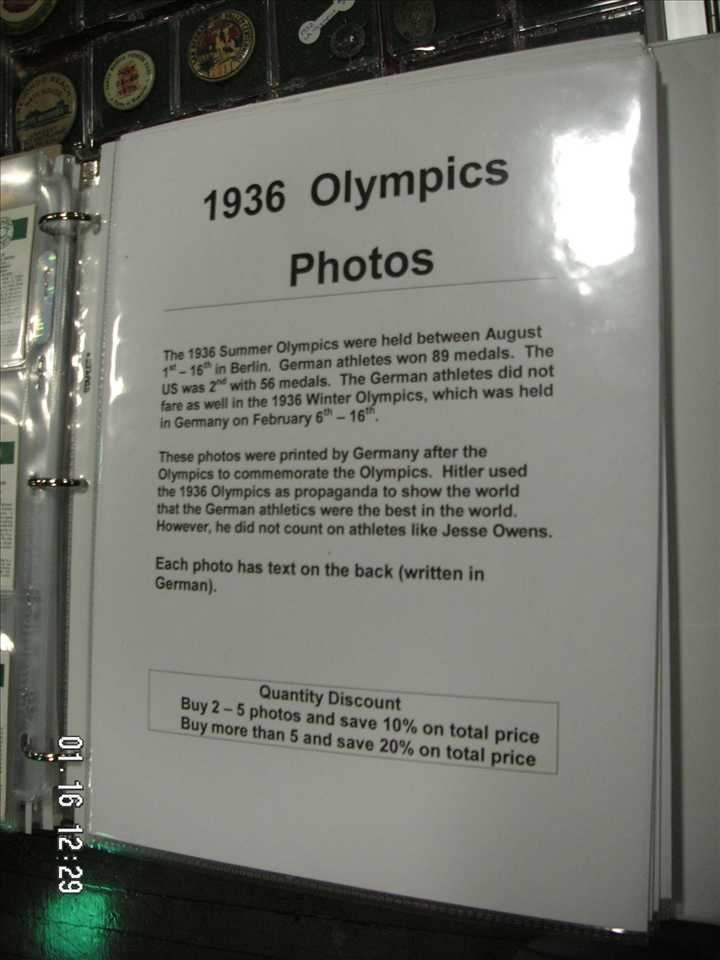 1936 Olympics
Photos
The 1936 Summer Olympics were held between August
1st – 16th in Berlin. German athletes won 89 medals. The
US was 2nd with 56 medals. The German athletes did not
fare as well in the 1936 Winter Olympics, which was held
in Germany on February 6th – 16th.
These photos were printed by Germany after the
Olympics to commemorate the Olympics. Hitler used
the 1936 Olympics as propaganda to show the world
that the German athletics were the best in the world.
However, he did not count on athletes like Jesse Owens.
Each photo has text on the back (written in
German).
Quantity Discount
Buy 2 – 5 photos and save 10% on total price
Buy more than 5 and save 20% on total price
01.16 12:29